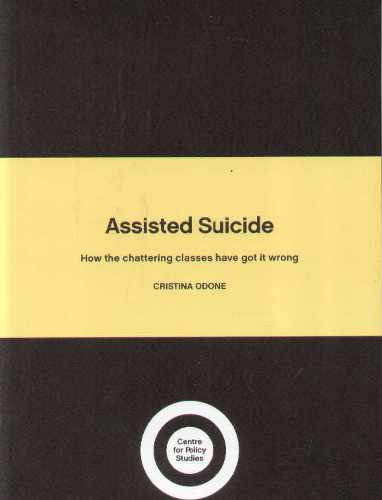 Assisted Suicide
How the chattering classes have got it wrong
CRISTINA ODONE
Centre
for Policy
Studies